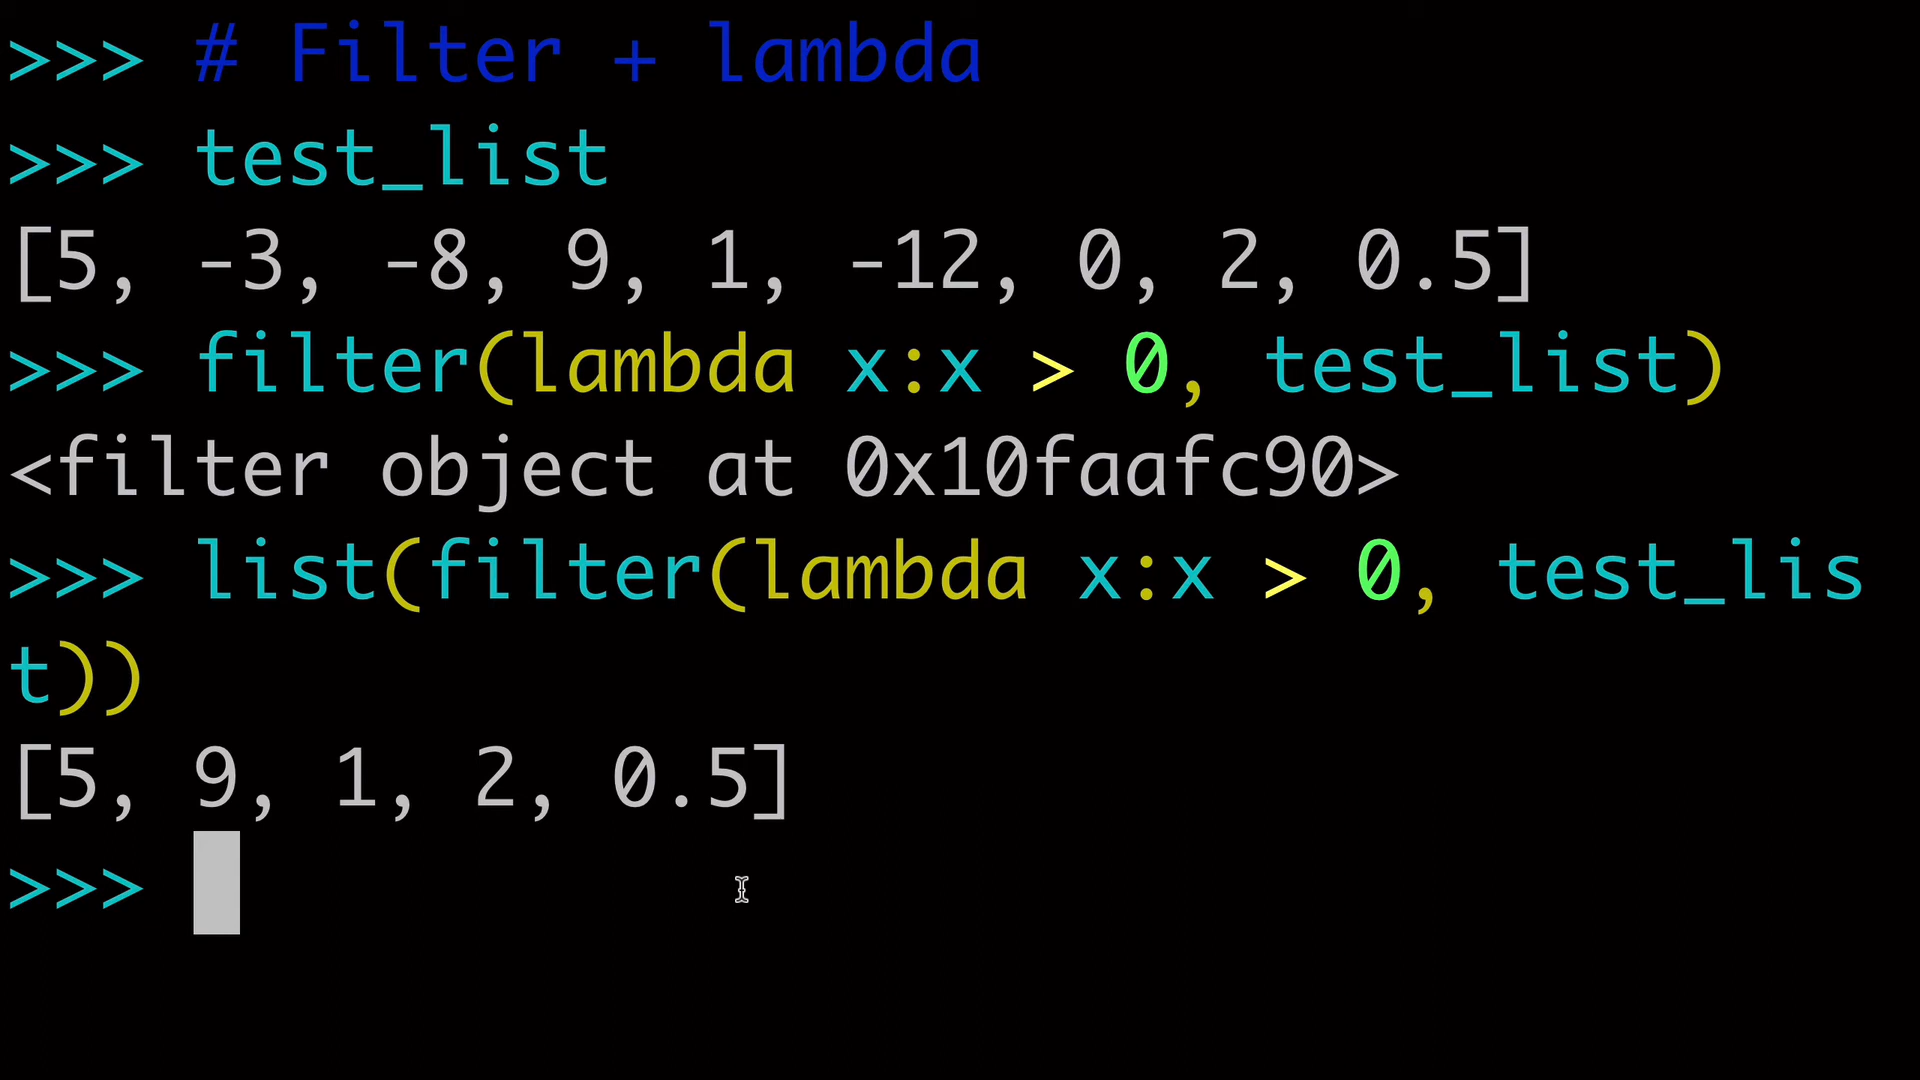 >>> # Filter + lambda
>>> test_list
[5, -3, -8, 9, 1, -12, 0, 2, 0.5]
>>> filter(lambda x:x > 0, test_list)
<filter object at 0x10faafc90>
>>> list(filter(lambda x:x > 0, test_lis
t))
[5, 9, 1, 2, 0.5]
>>>